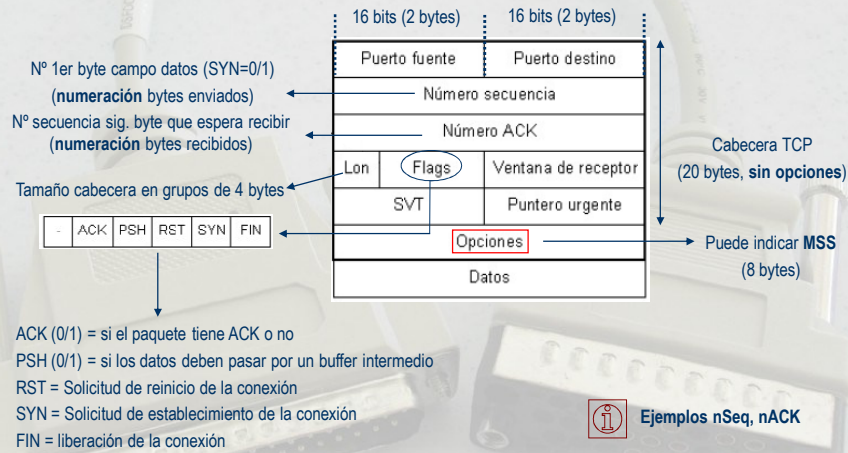 16 bits (2 bytes)
16 bits (2 bytes)
Puerto fuente
Puerto destino
Nº 1er byte campo datos (SYN=0/1)
(numeración bytes enviados)
Número secuencia
Nº secuencia sig. byte que espera recibir
(numeración bytes recibidos)
Número ACK
Cabecera TCP
(20 bytes, sin opciones)
Lon
Flags
Ventana de receptor
Tamaño cabecera en grupos de 4 bytes
SVT
Puntero urgente
- ACK PSH RST SYN FIN
Opciones
Puede indicar MSS
(8 bytes)
Datos
ACK (0/1) = si el paquete tiene ACK o no
PSH (0/1) = si los datos deben pasar por un buffer intermedio
RST = Solicitud de reinicio de la conexión
SYN = Solicitud de establecimiento de la conexión
FIN = liberación de la conexión
Ejemplos nSeq, nACK